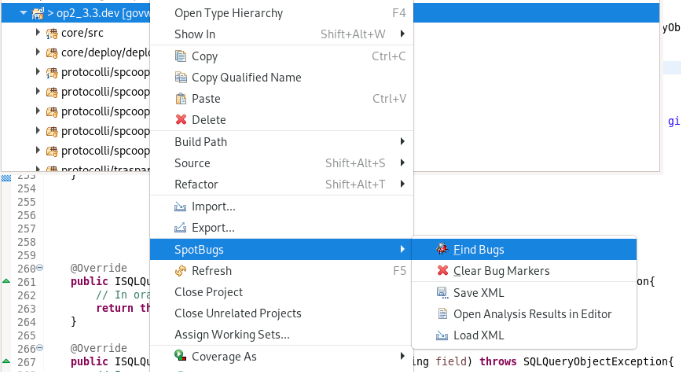 > op2_3.3.dev [govw
core/src
core/deploy/deplo
protocolli/spcoop
protocolli/spcoop
protocolli/spcoop
protocolli/spcoop
protocolli/traspar
Open Type Hierarchy F4
Show In Shift+Alt+W
Copy Ctrl+C
Copy Qualified Name
Paste Ctrl+V
Delete
Build Path
Source Shift+Alt+S
Refactor Shift+Alt+T
Import...
Export...
SpotBugs
Refresh F5
Close Project
Close Unrelated Projects
Assign Working Sets...
Coverage As
Find Bugs
Clear Bug Markers
Save XML
Open Analysis Results in Editor
Load XML
yOb
gi
253 }
254
255
256
257
258
259
260 @Override
261 public ISQLQu on{
262 // In ora
263 return th
264 }
265
266 @Override
267 public ISQLQu ing field) throws SQLQueryObjectException{